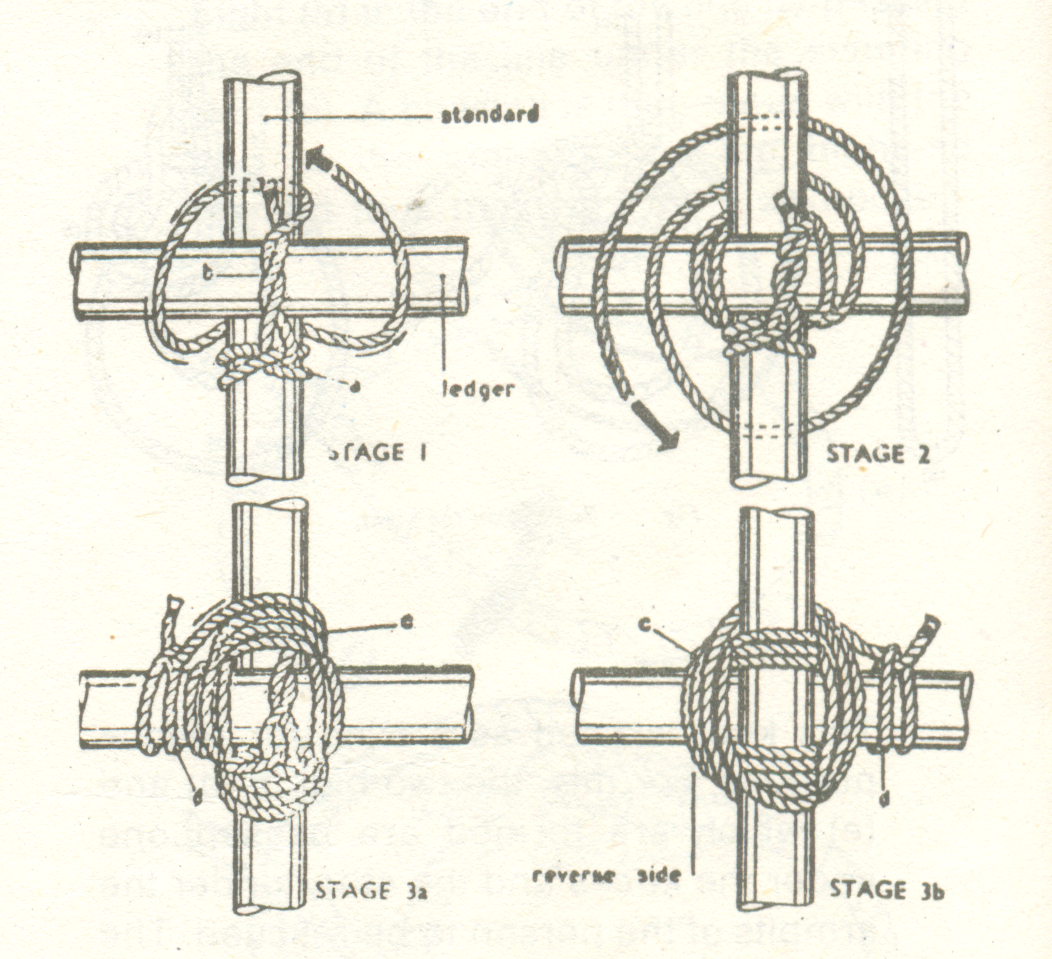 standard
b
a
ledger
STAGE 1
STAGE 2
c
d
STAGE 3a
c
d
reverse side
STAGE 3b